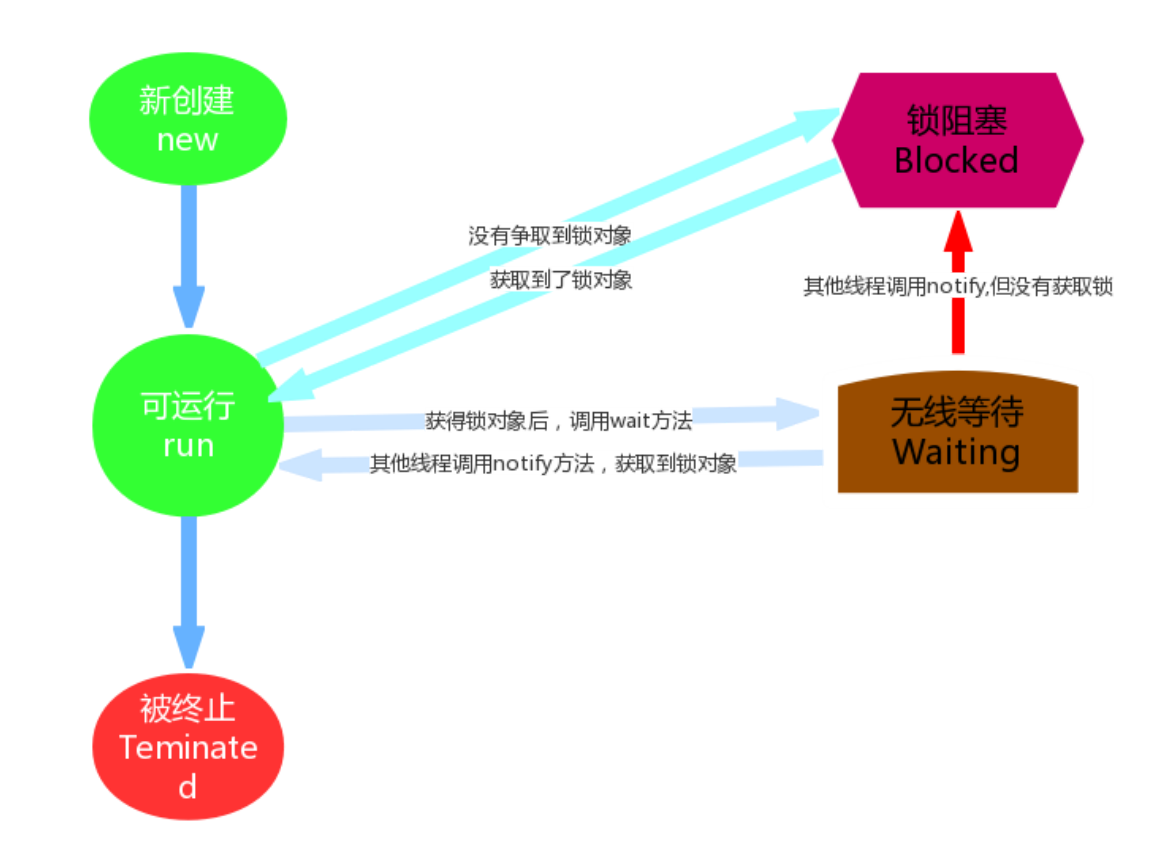 新创建
new
锁阻塞
Blocked
没有争取到锁对象
获取到了锁对象
其他线程调用notify,但没有获取锁
可运行
run
获得锁对象后，调用wait方法
其他线程调用notify方法，获取到锁对象
无线等待
Waiting
被终止
Teminate
d